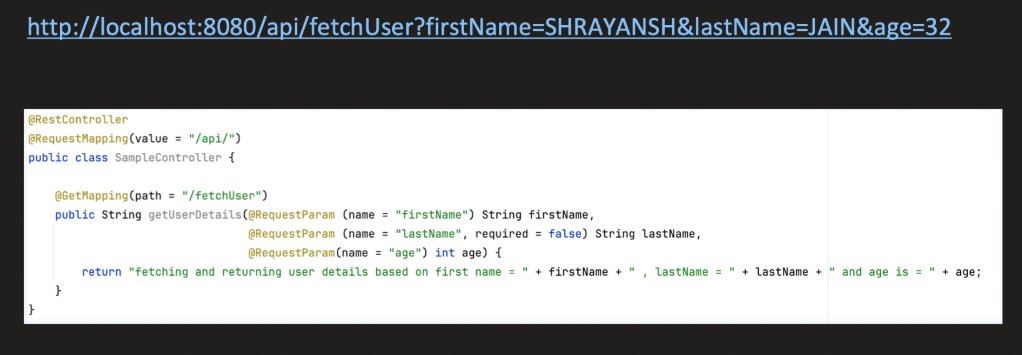 http://localhost:8080/api/fetchUser?firstName=SHRAYANSH&lastName=JAIN&age=32
@RestController
@RequestMapping(value = "/api/")
public class SampleController {
@GetMapping(path = "/fetchUser")
public String getUserDetails(@RequestParam (name = "firstName") String firstName,
@RequestParam (name = "lastName", required = false) String lastName,
@RequestParam(name = "age") int age) {
return "fetching and returning user details based on first name = " + firstName + " , lastName = " + lastName + " and age is = " + age;
}
}